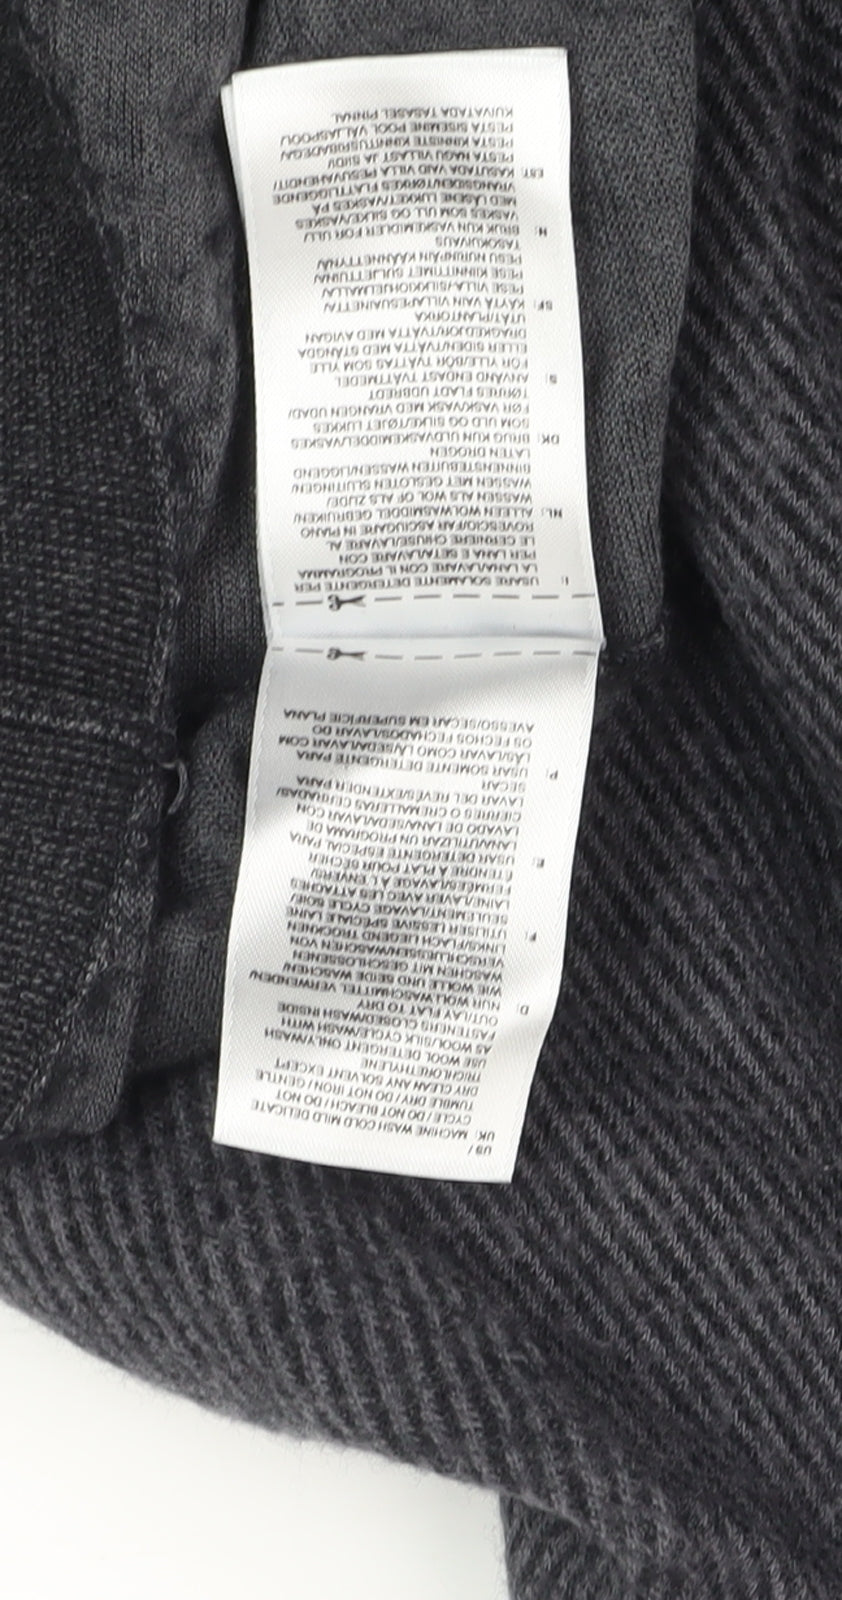 US /
UK: MACHINE WASH COLD MILD DELICATE
CYCLE / DO NOT BLEACH / DO NOT
TUMBLE DRY / DO NOT IRON / GENTLE
DRY CLEAN ANY SOLVENT EXCEPT
TRICHLORETHYLENE
USE WOOL DETERGENT ONLY/WASH
AS WOOL/SILK CYCLE/WASH WITH
FASTENERS CLOSED/WASH INSIDE
OUT/LAY FLAT TO DRY
D: NUR WOLLWASCHMITTEL VERWENDEN/
WIE WOLLE UND SEIDE WASCHEN/
WASCHEN MIT GESCHLOSSENEN
VERSCHLUESSEN/WASCHEN VON
LINKS/FLACH LIEGEND TROCKNEN
F: UTILISER LESSIVE SPECIALE LAINE
SEULEMENT/LAVAGE CYCLE SOIE/
LAINE/LAVER AVEC LES ATTACHES
FERMÉS/LAVAGE À L ENVERS/
ÉTENDRE À PLAT POUR SÉCHER
E: USAR DETERGENTE ESPECIAL PARA
LANA/UTILIZAR UN PROGRAMA DE
LAVADO DE LANA/SEDA/LAVAR CON
CIERRES O CREMALLERAS CERRADAS/
LAVAR DEL REVÉS/EXTENDER PARA
SECAR
P: USAR SOMENTE DETERGENTE PARA
LÃS/LAVAR COMO LÃ/SEDA/LAVAR COM
OS FECHOS FECHADOS/LAVAR DO
AVESSO/SECAR EM SUPERFÍCIE PLANA
I: USARE SOLAMENTE DETERGENTE PER
LA LANA/LAVARE CON IL PROGRAMMA
PER LANA E SETA/LAVARE CON
LE CERNIERE CHIUSE/LAVARE AL
ROVESCIO/FAR ASCIUGARE IN PIANO
NL: ALLEEN WOLWASMIDDEL GEBRUIKEN/
WASSEN ALS WOL OF ALS ZIJDE/
WASSEN MET GESLOTEN SLUITINGEN/
BINNENSTEBUITEN WASSEN/LIGGEND
LATEN DROGEN
DK: BRUG KUN ULDVASKEMIDDEL/VASKES
SOM ULD OG SILKE/TØJET LUKKES
FØR VASK/VASK MED VRANGEN UDAD/
TØRRES FLADT UDBREDT
S: ANVÄND ENDAST TVÄTTMEDEL
FÖR YLLE/BÖR TVÄTTAS SOM YLLE
ELLER SIDEN/TVÄTTA MED STÄNGDA
DRAGKEDJOR/TVÄTTA MED AVIGAN
UTÅT/PLANTORKA
SF: KÄYTÄ VAIN VILLAPESUAINETTA/
PESE VILLA-/SILKKIOHJELMALLA/
PESE KIINNITTIMET SULJETTUINA/
PESU NURINPÄIN KÄÄNNETTYNÄ/
TASOKUIVAUS
N: BRUK KUN VASKEMIDLER FOR ULL/
VASKES SOM ULL OG SILKE/VASKES
MED LÅSENE LUKKET/VASKES PÅ
VRANGSIDEN/TØRKES FLATTLIGGENDE
EST: KASUTADA VAID VILLA PESUVAHENDIT/
PESTA NAGU VILLAST JA SIIDI/
PESTA KINNISTE KINNITUSRIBADEGA/
PESTA SISEMINE POOL VÄLJASPOOL/
KUIVATADA TASASEL PINNAL